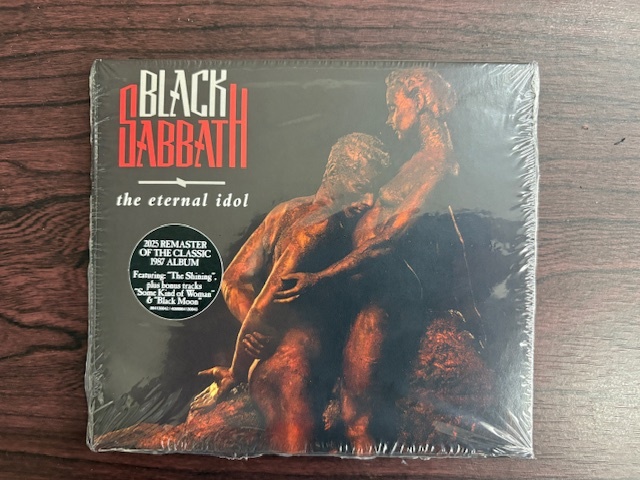 BLACK
SABBATH
the eternal idol
2025 REMASTER
OF THE CLASSIC
1987 ALBUM
Featuring: "The Shining",
plus bonus tracks
"Some Kind of Woman"
& "Black Moon"